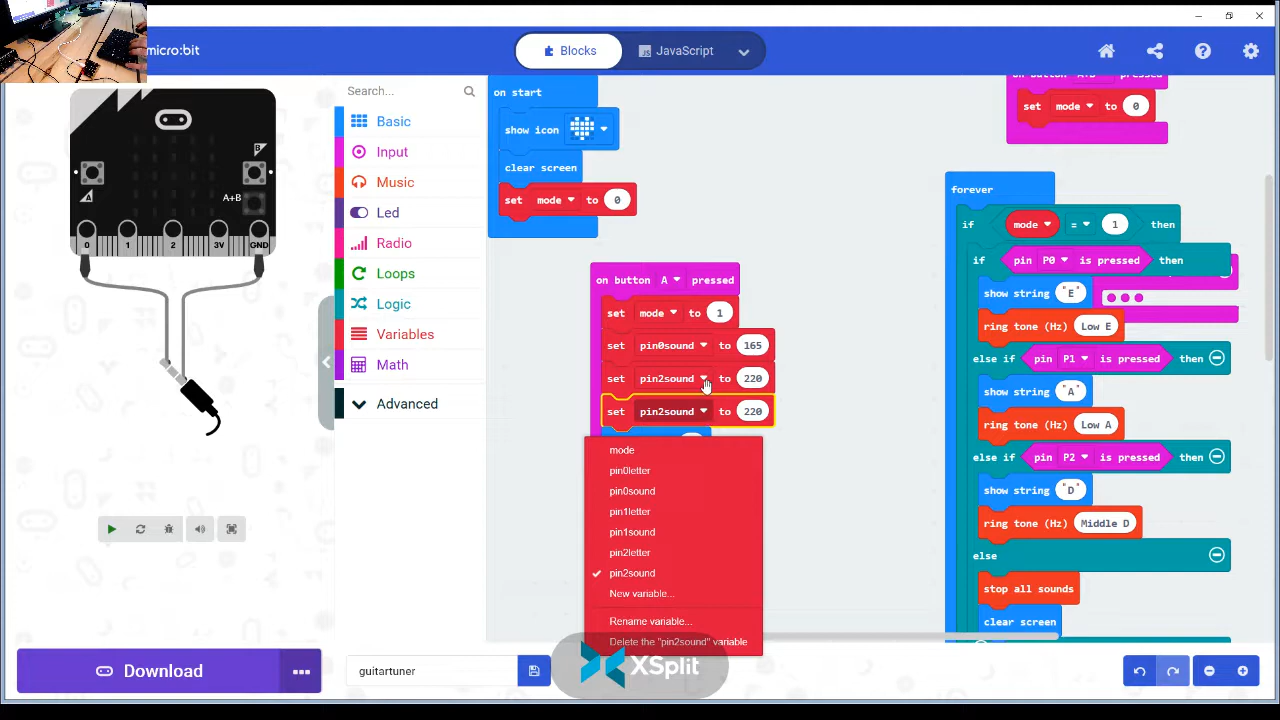 micro:bit
Blocks
JavaScript
Search...
Basic
Input
Music
Led
Radio
Loops
Logic
Variables
Math
Advanced
B
A+B
A
0 1 2 3V GND
on start
show icon
clear screen
set mode to 0
on button A pressed
set mode to 1
set pin0sound to 165
set pin2sound to 220
set pin2sound to 220
mode
pin0letter
pin0sound
pin1letter
pin1sound
pin2letter
pin2sound
New variable...
Rename variable...
Delete the "pin2sound" variable
on button A+B pressed
set mode to 0
forever
if mode = 1 then
if pin P0 is pressed then
show string "E"
ring tone (Hz) Low E
else if pin P1 is pressed then
show string "A"
ring tone (Hz) Low A
else if pin P2 is pressed then
show string "D"
ring tone (Hz) Middle D
else
stop all sounds
clear screen
Download
guitartuner
XSplit